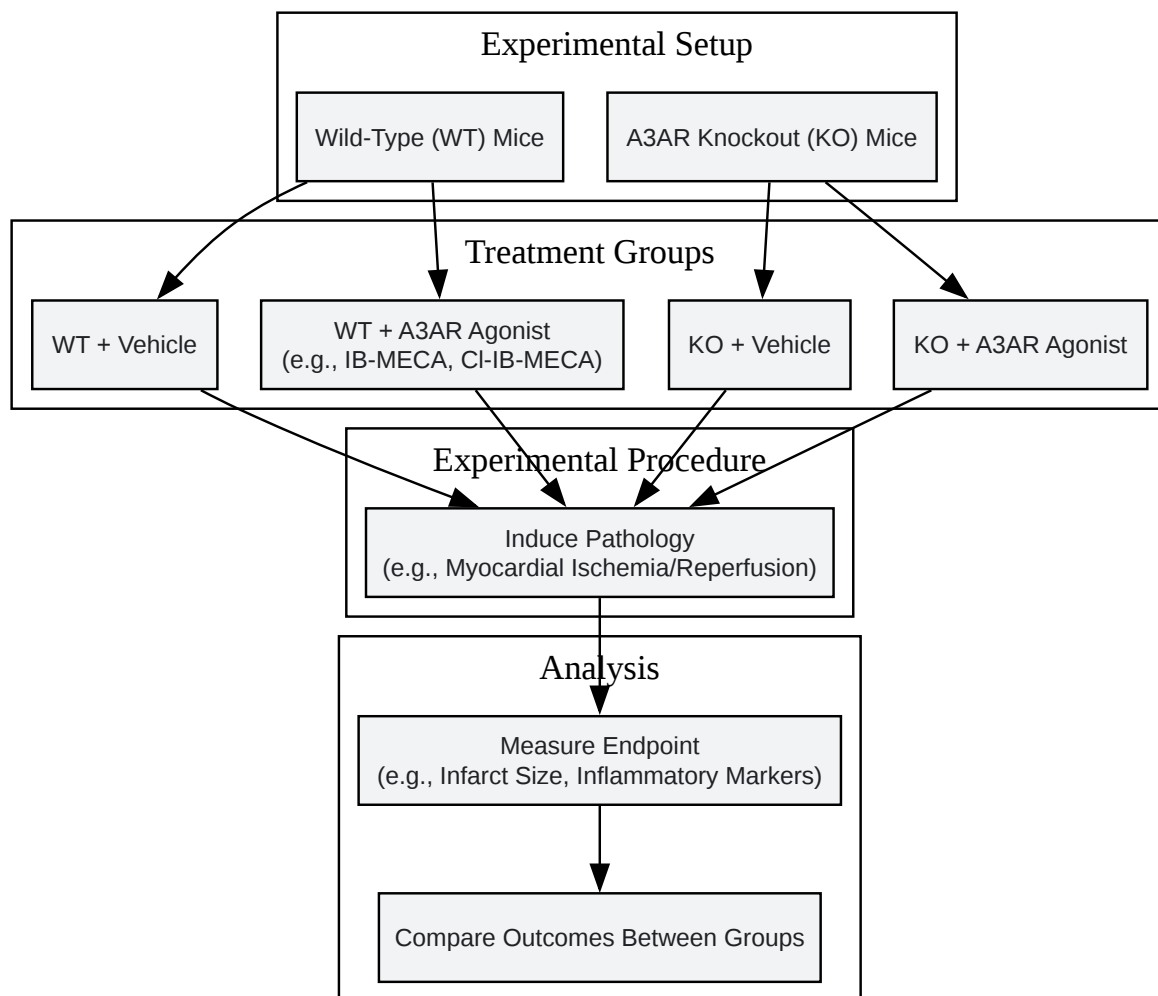 Experimental Setup
Wild-Type (WT) Mice
A3AR Knockout (KO) Mice
Treatment Groups
WT + Vehicle
WT + A3AR Agonist
(e.g., IB-MECA, Cl-IB-MECA)
KO + Vehicle
KO + A3AR Agonist
Experimental Procedure
Induce Pathology
(e.g., Myocardial Ischemia/Reperfusion)
Analysis
Measure Endpoint
(e.g., Infarct Size, Inflammatory Markers)
Compare Outcomes Between Groups